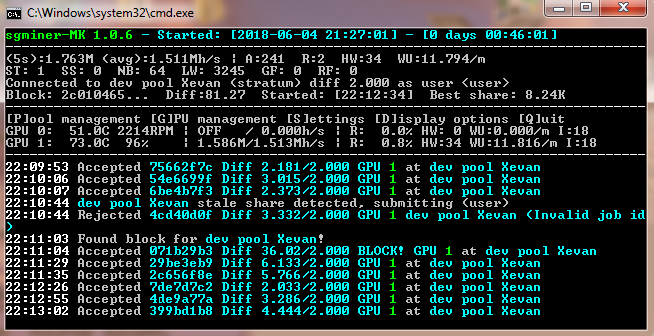 C:\Windows\system32\cmd.exe
sgminer-MK 1.0.6 - Started: [2018-06-04 21:27:01] - [0 days 00:46:01]
(5s):1.763M (avg):1.511Mh/s | A:241 R:2 HW:34 WU:11.794/m
ST: 1 SS: 0 NB: 64 LW: 3245 GF: 0 RF: 0
Connected to dev pool Xevan (stratum) diff 2.000 as user (user)
Block: 2c010465... Diff:81.27 Started: [22:12:34] Best share: 8.24K
[P]ool management [G]PU management [S]ettings [D]isplay options [Q]uit
GPU 0: 51.0C 2214RPM | OFF / 0.000h/s | R: 0.0% HW: 0 WU:0.000/m I:18
GPU 1: 73.0C 96% | 1.586M/1.513Mh/s | R: 0.8% HW:34 WU:11.816/m I:18
22:09:53 Accepted 75662f7c Diff 2.181/2.000 GPU 1 at dev pool Xevan
22:10:06 Accepted 54e6699f Diff 3.015/2.000 GPU 1 at dev pool Xevan
22:10:07 Accepted 6be4b7f3 Diff 2.373/2.000 GPU 1 at dev pool Xevan
22:10:44 dev pool Xevan stale share detected, submitting (user)
22:10:44 Rejected 4cd40d0f Diff 3.332/2.000 GPU 1 dev pool Xevan (Invalid job id
)
22:11:03 Found block for dev pool Xevan!
22:11:04 Accepted 071b29b3 Diff 36.02/2.000 BLOCK! GPU 1 at dev pool Xevan
22:11:29 Accepted 29be3eb9 Diff 6.133/2.000 GPU 1 at dev pool Xevan
22:11:35 Accepted 2c656f8e Diff 5.766/2.000 GPU 1 at dev pool Xevan
22:12:26 Accepted 7de7d7c2 Diff 2.033/2.000 GPU 1 at dev pool Xevan
22:12:55 Accepted 4de9a77a Diff 3.286/2.000 GPU 1 at dev pool Xevan
22:13:02 Accepted 399bd1b8 Diff 4.444/2.000 GPU 1 at dev pool Xevan